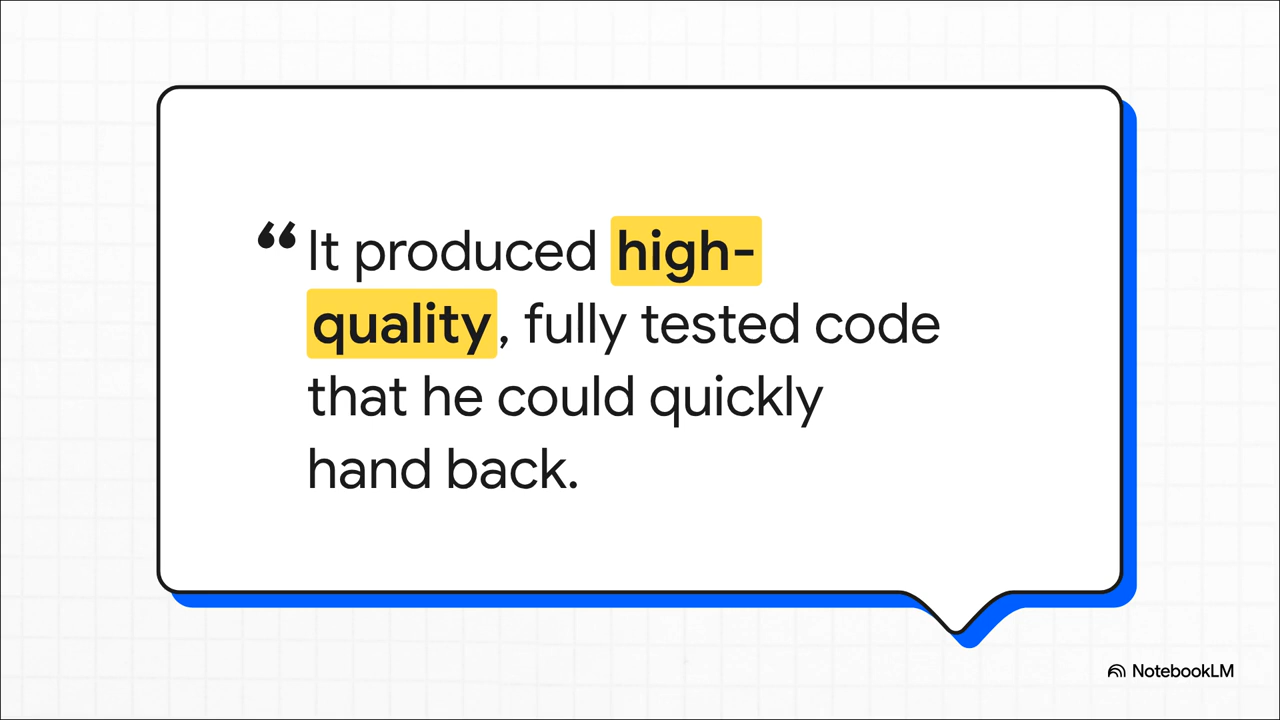 “It produced high-
quality, fully tested code
that he could quickly
hand back.
NotebookLM